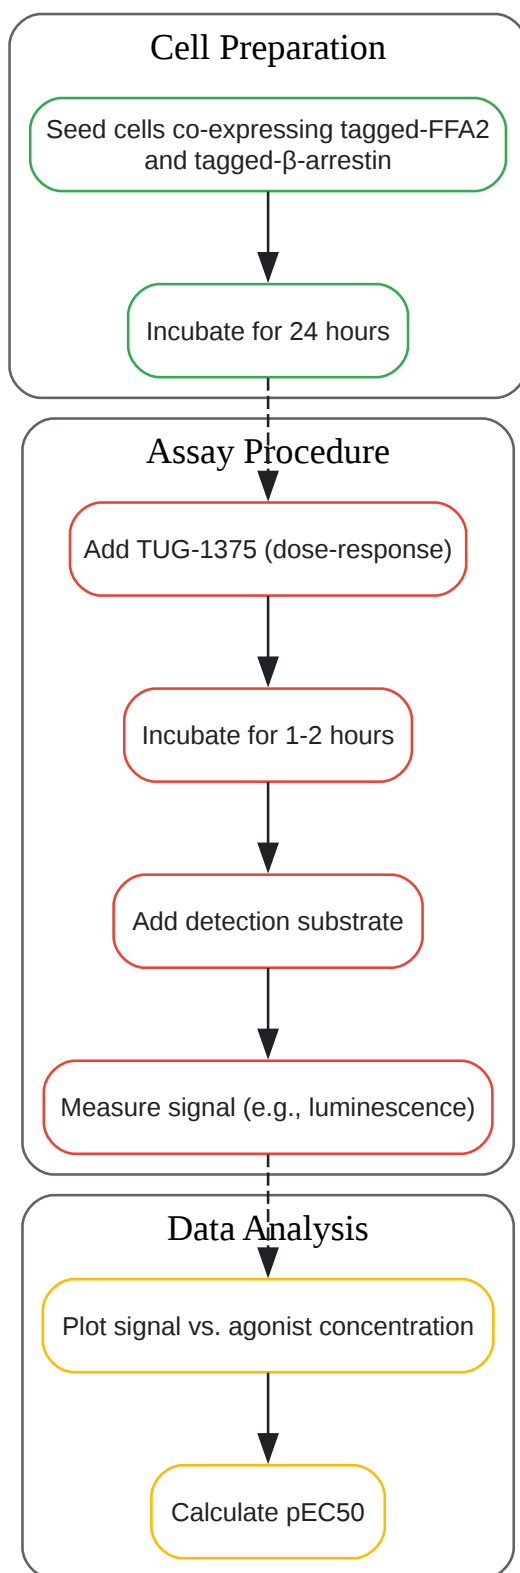 Cell Preparation
Seed cells co-expressing tagged-FFA2
and tagged-β-arrestin
Incubate for 24 hours
Assay Procedure
Add TUG-1375 (dose-response)
Incubate for 1-2 hours
Add detection substrate
Measure signal (e.g., luminescence)
Data Analysis
Plot signal vs. agonist concentration
Calculate pEC50